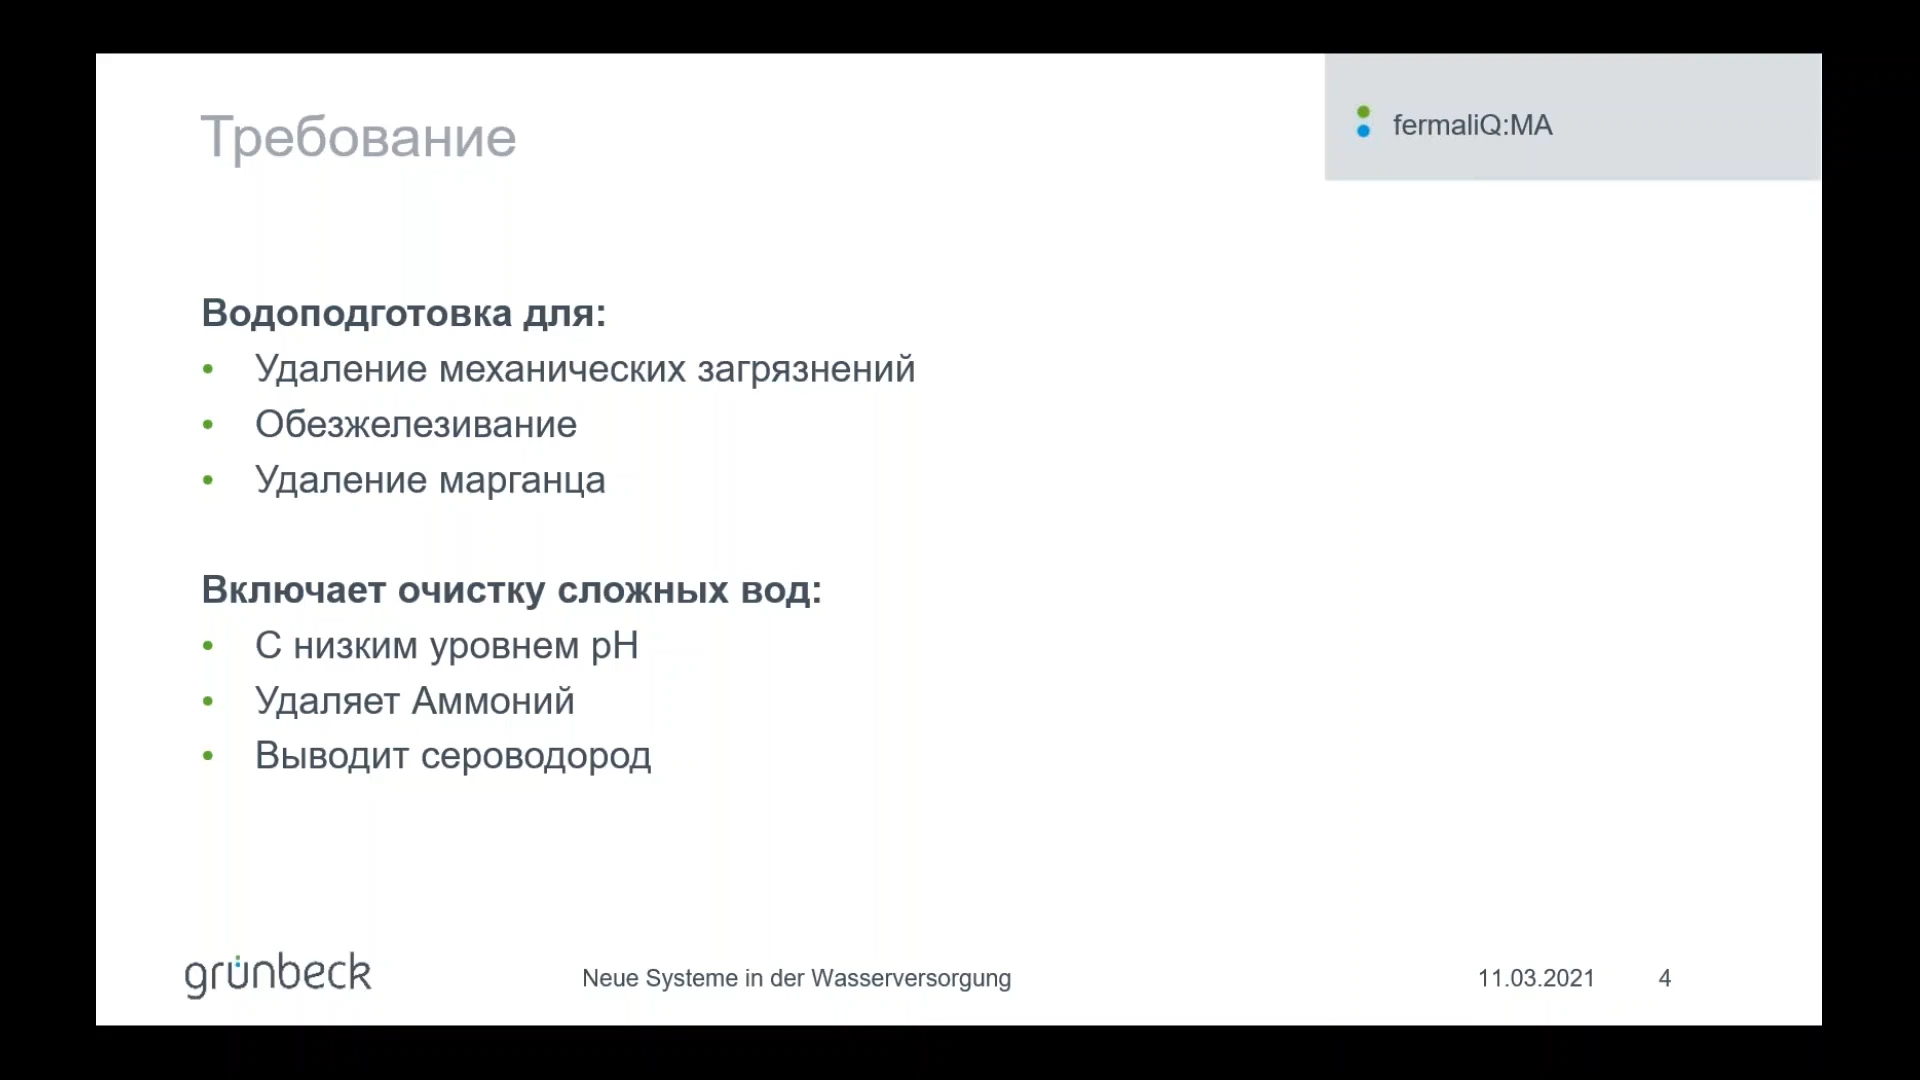 Требование
fermaliQ:MA
Водоподготовка для:
• Удаление механических загрязнений
• Обезжелезивание
• Удаление марганца
Включает очистку сложных вод:
• С низким уровнем pH
• Удаляет Аммоний
• Выводит сероводород
grünbeck
Neue Systeme in der Wasserversorgung
11.03.2021
4